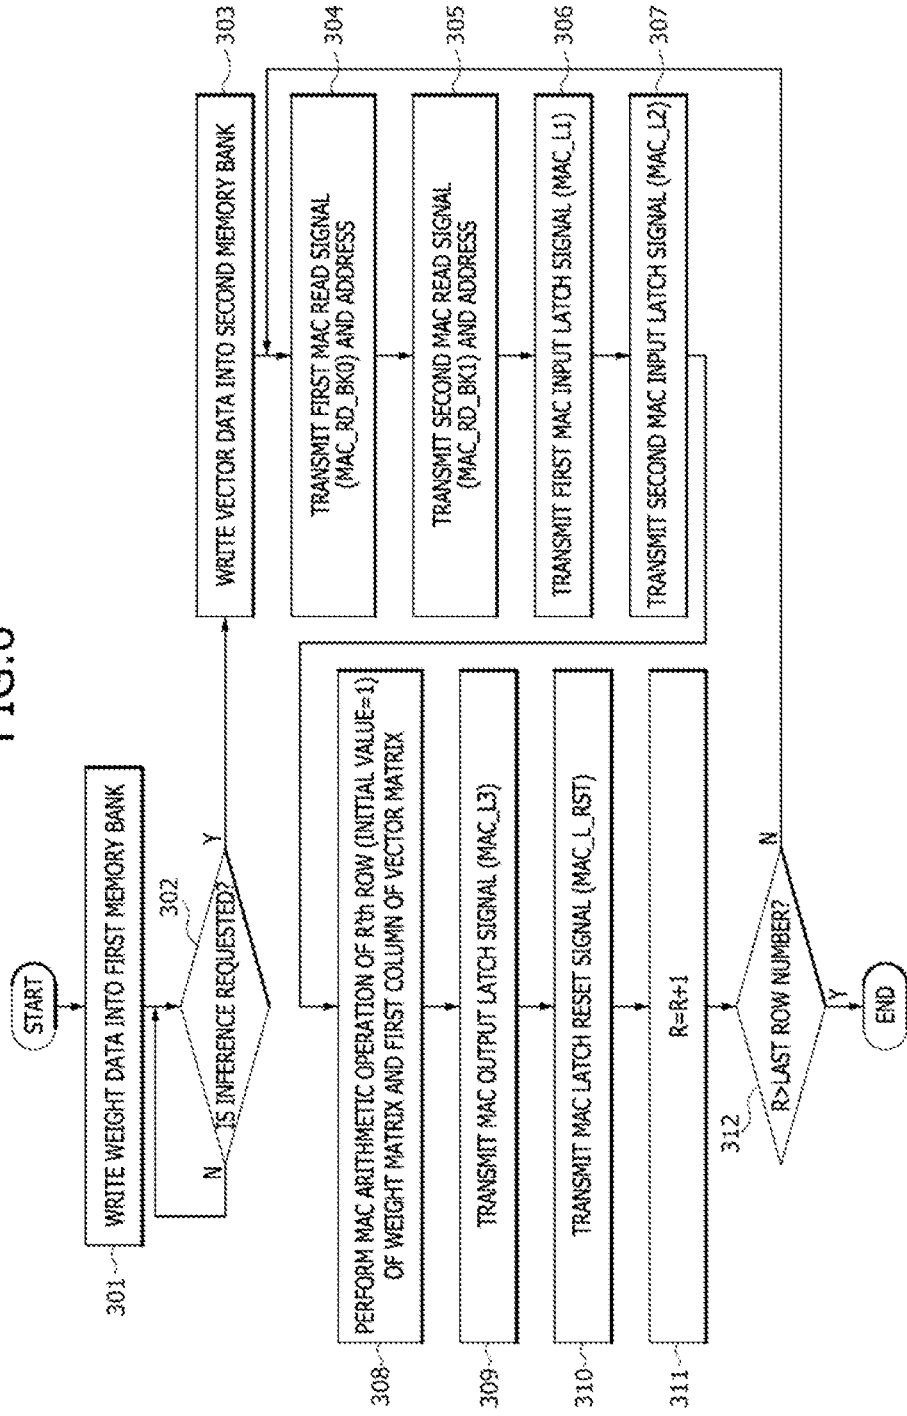 FIG.
START
301
WRITE WEIGHT DATA INTO FIRST MEMORY BANK
302
IS INFERENCE REQUESTED?
N
Y
303
WRITE VECTOR DATA INTO SECOND MEMORY BANK
304
TRANSMIT FIRST MAC READ SIGNAL
(MAC_RD_BK0) AND ADDRESS
305
TRANSMIT SECOND MAC READ SIGNAL
(MAC_RD_BK1) AND ADDRESS
306
TRANSMIT FIRST MAC INPUT LATCH SIGNAL (MAC_L1)
307
TRANSMIT SECOND MAC INPUT LATCH SIGNAL (MAC_L2)
308
PERFORM MAC ARITHMETIC OPERATION OF R'th ROW (INITIAL VALUE=1)
OF WEIGHT MATRIX AND FIRST COLUMN OF VECTOR MATRIX
309
TRANSMIT MAC OUTPUT LATCH SIGNAL (MAC_L3)
310
TRANSMIT MAC LATCH RESET SIGNAL (MAC_L_RST)
311
R=R+1
312
R>LAST ROW NUMBER?
N
Y
END